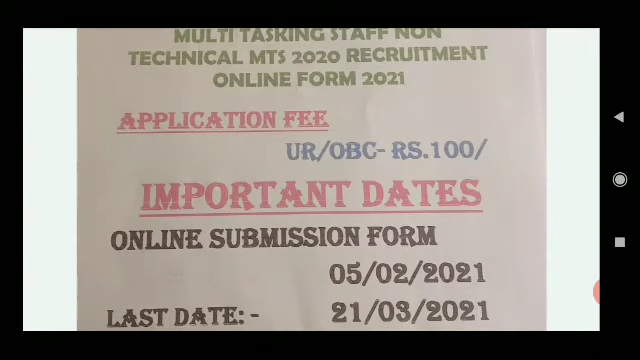 MULTI TASKING STAFF NON
TECHNICAL MTS 2020 RECRUITMENT
ONLINE FORM 2021
APPLICATION FEE
UR/OBC- RS.100/
IMPORTANT DATES
ONLINE SUBMISSION FORM
05/02/2021
LAST DATE: - 21/03/2021